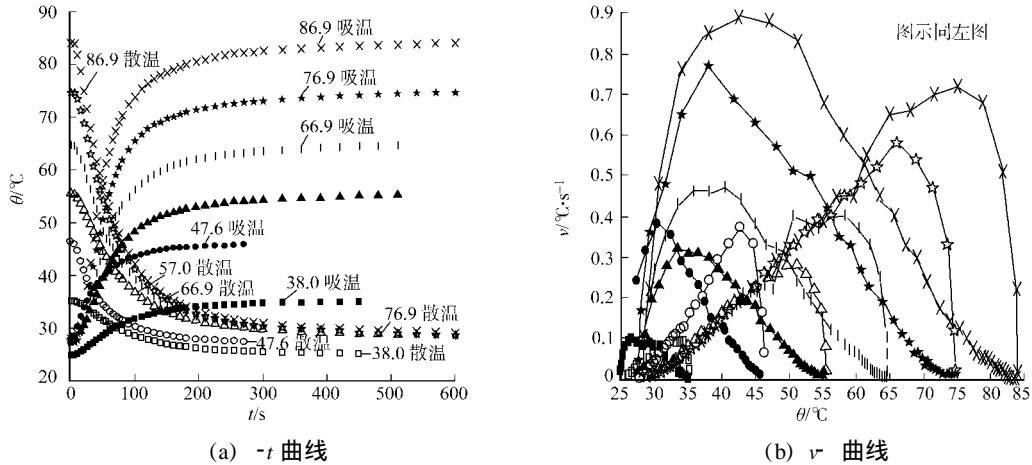 θ/℃
90
80
70
60
50
40
30
20
0
100
200
300
400
500
600
t/s
86.9 吸温
86.9 散温
76.9 吸温
66.9 吸温
47.6 吸温
57.0 散温
38.0 吸温
66.9 散温
76.9 散温
47.6 散温
38.0 散温
(a) -t 曲线
v/℃·s⁻¹
0.9
0.8
0.7
0.6
0.5
0.4
0.3
0.2
0.1
0
25
30
35
40
45
50
55
60
65
70
75
80
84
85
θ/℃
图示同左图
(b) v- 曲线